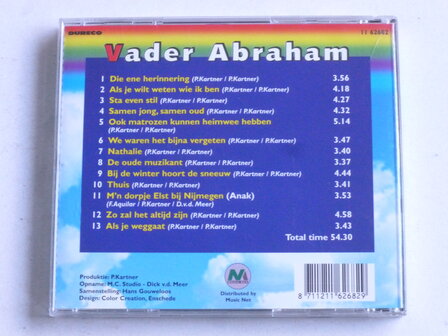 DURECO
11 62682
Vader Abraham
1 Die ene herinnering (P.Kartner / P.Kartner) 3.56
2 Als je wilt weten wie ik ben (P.Kartner / P.Kartner) 4.18
3 Sta even stil (P.Kartner / P.Kartner) 4.27
4 Samen jong, samen oud (P.Kartner / P.Kartner) 4.32
5 Ook matrozen kunnen heimwee hebben 5.14
(P.Kartner / P.Kartner)
6 We waren het bijna vergeten (P.Kartner / P.Kartner) 3.47
7 Nathalie (P.Kartner / P.Kartner) 3.40
8 De oude muzikant (P.Kartner / P.Kartner) 3.37
9 Bij de winter hoort de sneeuw (P.Kartner / P.Kartner) 4.44
10 Thuis (P.Kartner / P.Kartner) 3.41
11 M'n dorpje Elst bij Nijmegen (Anak) 3.53
(F.Aguilar / P.Kartner / D.v.d. Meer)
12 Zo zal het altijd zijn (P.Kartner / P.Kartner) 4.58
13 Als je weggaat (P.Kartner / P.Kartner) 3.43
Total time 54.30
Produktie: P.Kartner
Opname: M.C. Studio - Dick v.d. Meer
Samenstelling: Hans Gouweloos
Design: Color Creation, Enschede
Distributed by
Music Net
8 711211 626829